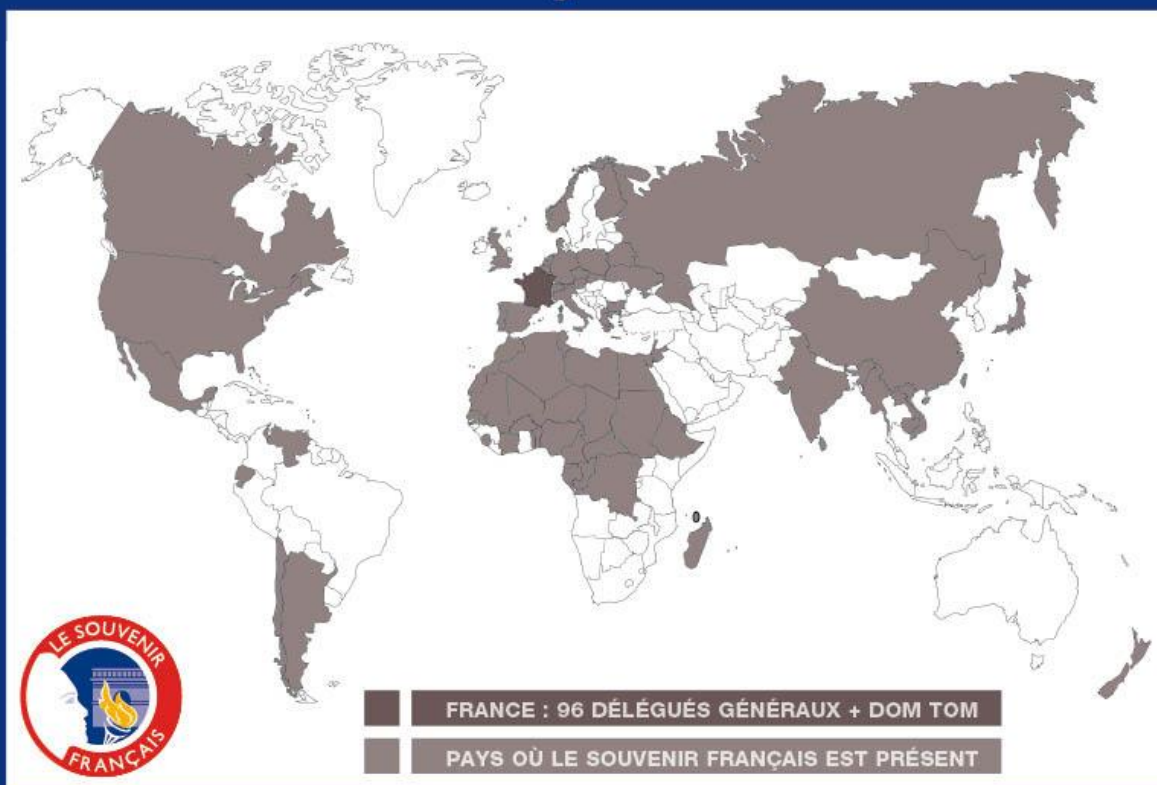 LE SOUVENIR
FRANÇAIS
FRANCE : 96 DÉLÉGUÉS GÉNÉRAUX + DOM TOM
PAYS OÙ LE SOUVENIR FRANÇAIS EST PRÉSENT